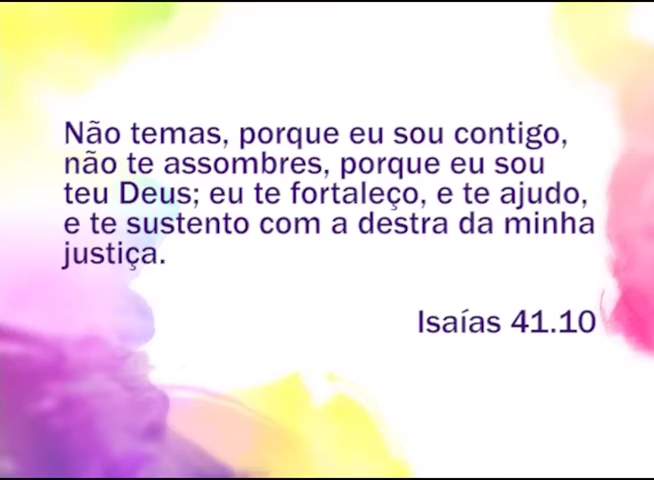 Não temas, porque eu sou contigo,
não te assombres, porque eu sou
teu Deus; eu te fortaleço, e te ajudo,
e te sustento com a destra da minha
justiça.
Isaías 41.10